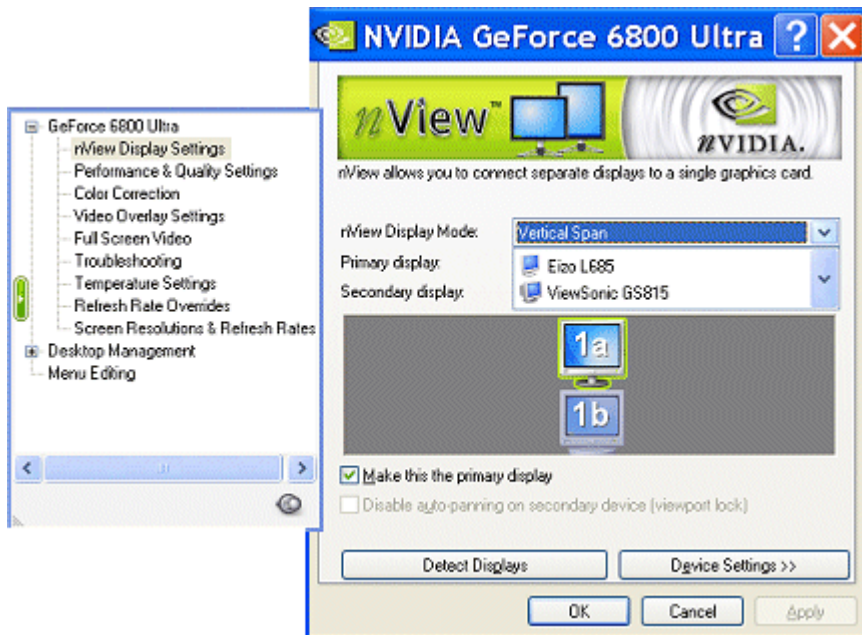 NVIDIA GeForce 6800 Ultra
nView™
NVIDIA.
nView allows you to connect separate displays to a single graphics card.
GeForce 6800 Ultra
nView Display Settings
Performance & Quality Settings
Color Correction
Video Overlay Settings
Full Screen Video
Troubleshooting
Temperature Settings
Refresh Rate Overrides
Screen Resolutions & Refresh Rates
Desktop Management
Menu Editing
nView Display Mode: Vertical Span
Primary display: Eizo L685
Secondary display: ViewSonic GS815
1a
1b
Make this the primary display
Disable auto-panning on secondary device (viewport lock)
Detect Displays Device Settings >>
OK Cancel Apply